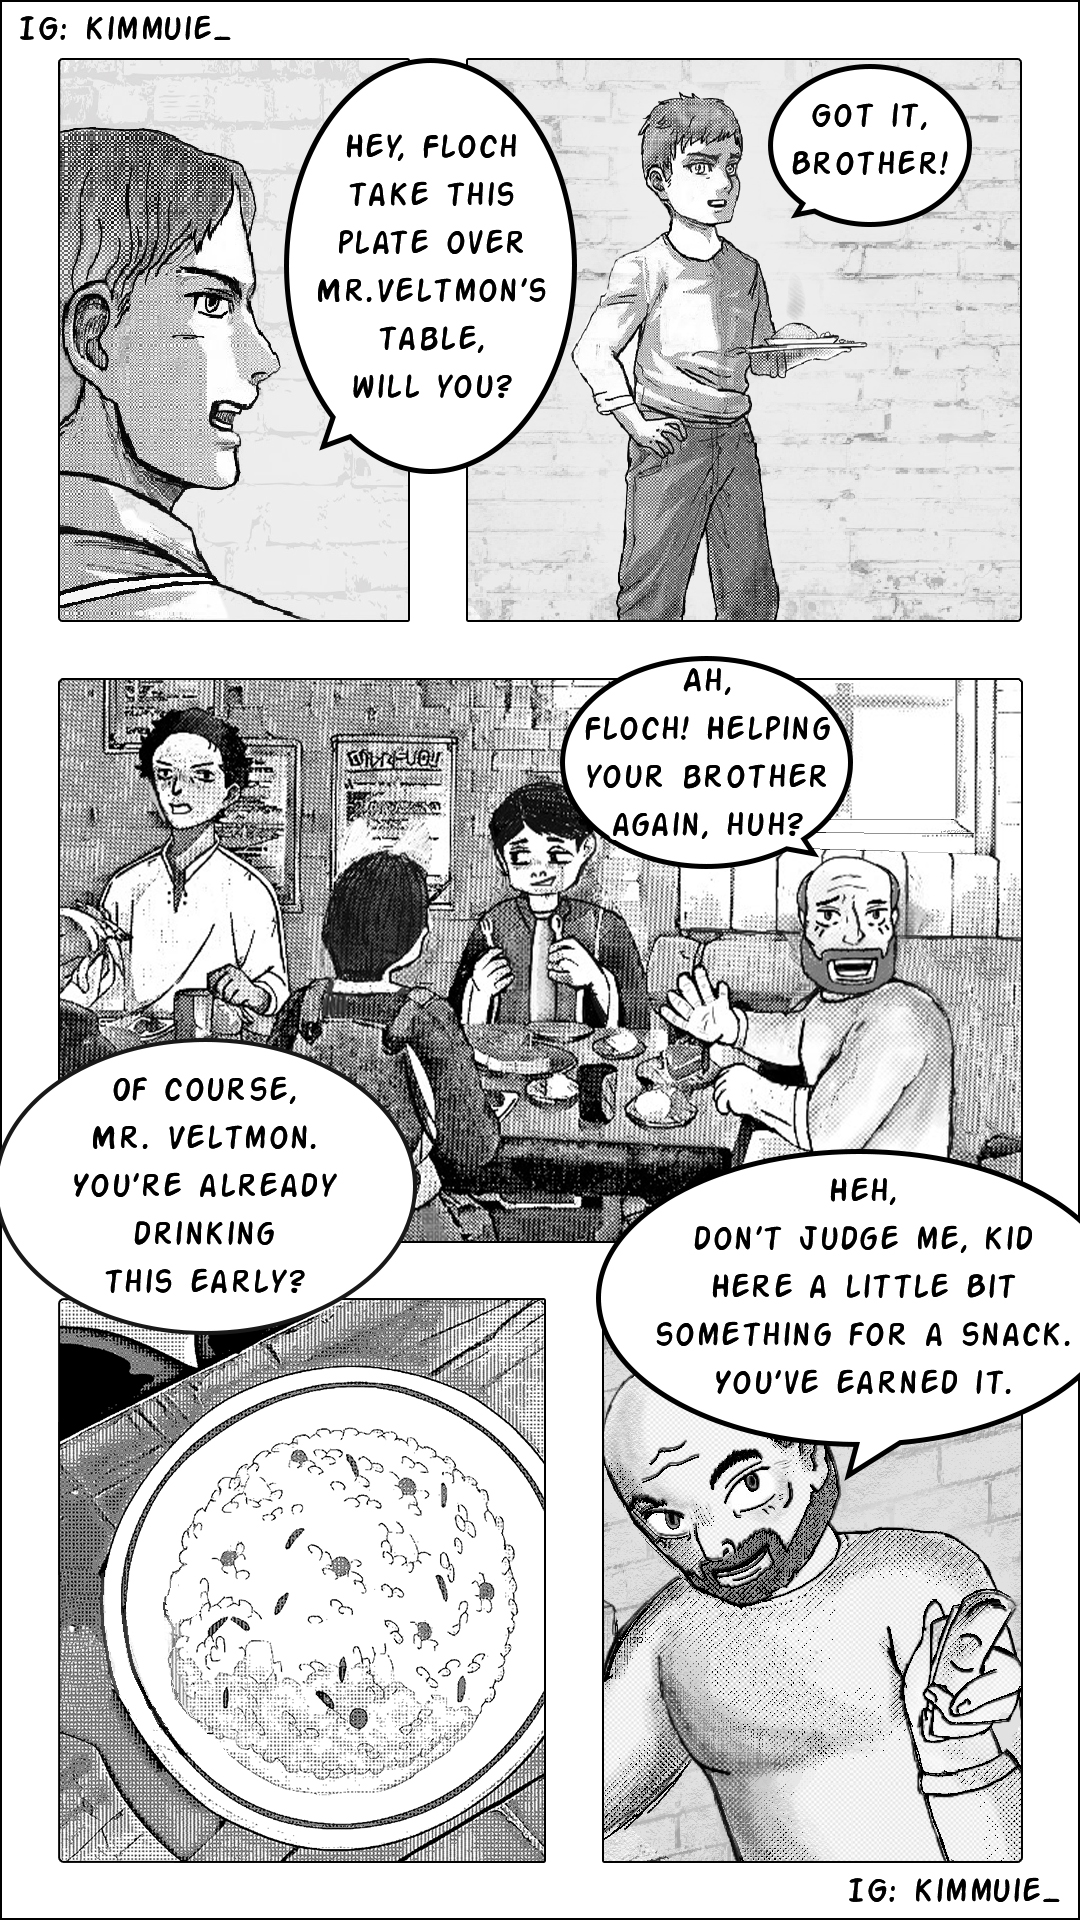 IG: KIMMUIE_
HEY, FLOCH
TAKE THIS
PLATE OVER
MR.VELTMON'S
TABLE,
WILL YOU?
GOT IT,
BROTHER!
AH,
FLOCH! HELPING
YOUR BROTHER
AGAIN, HUH?
OF COURSE,
MR. VELTMON.
YOU'RE ALREADY
DRINKING
THIS EARLY?
HEH,
DON'T JUDGE ME, KID
HERE A LITTLE BIT
SOMETHING FOR A SNACK.
YOU'VE EARNED IT.
IG: KIMMUIE_